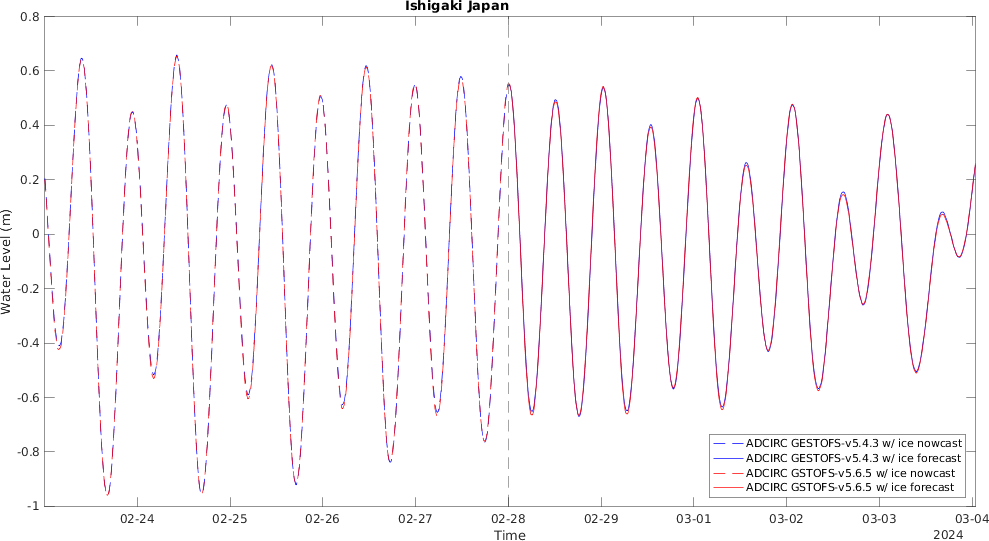 Ishigaki Japan
0.8
0.6
0.4
0.2
0
-0.2
-0.4
-0.6
-0.8
-1
Water Level (m)
02-24 02-25 02-26 02-27 02-28 02-29 03-01 03-02 03-03 03-04
Time
2024
ADCIRC GESTOFS-v5.4.3 w/ ice nowcast
ADCIRC GESTOFS-v5.4.3 w/ ice forecast
ADCIRC GSTOFS-v5.6.5 w/ ice nowcast
ADCIRC GSTOFS-v5.6.5 w/ ice forecast